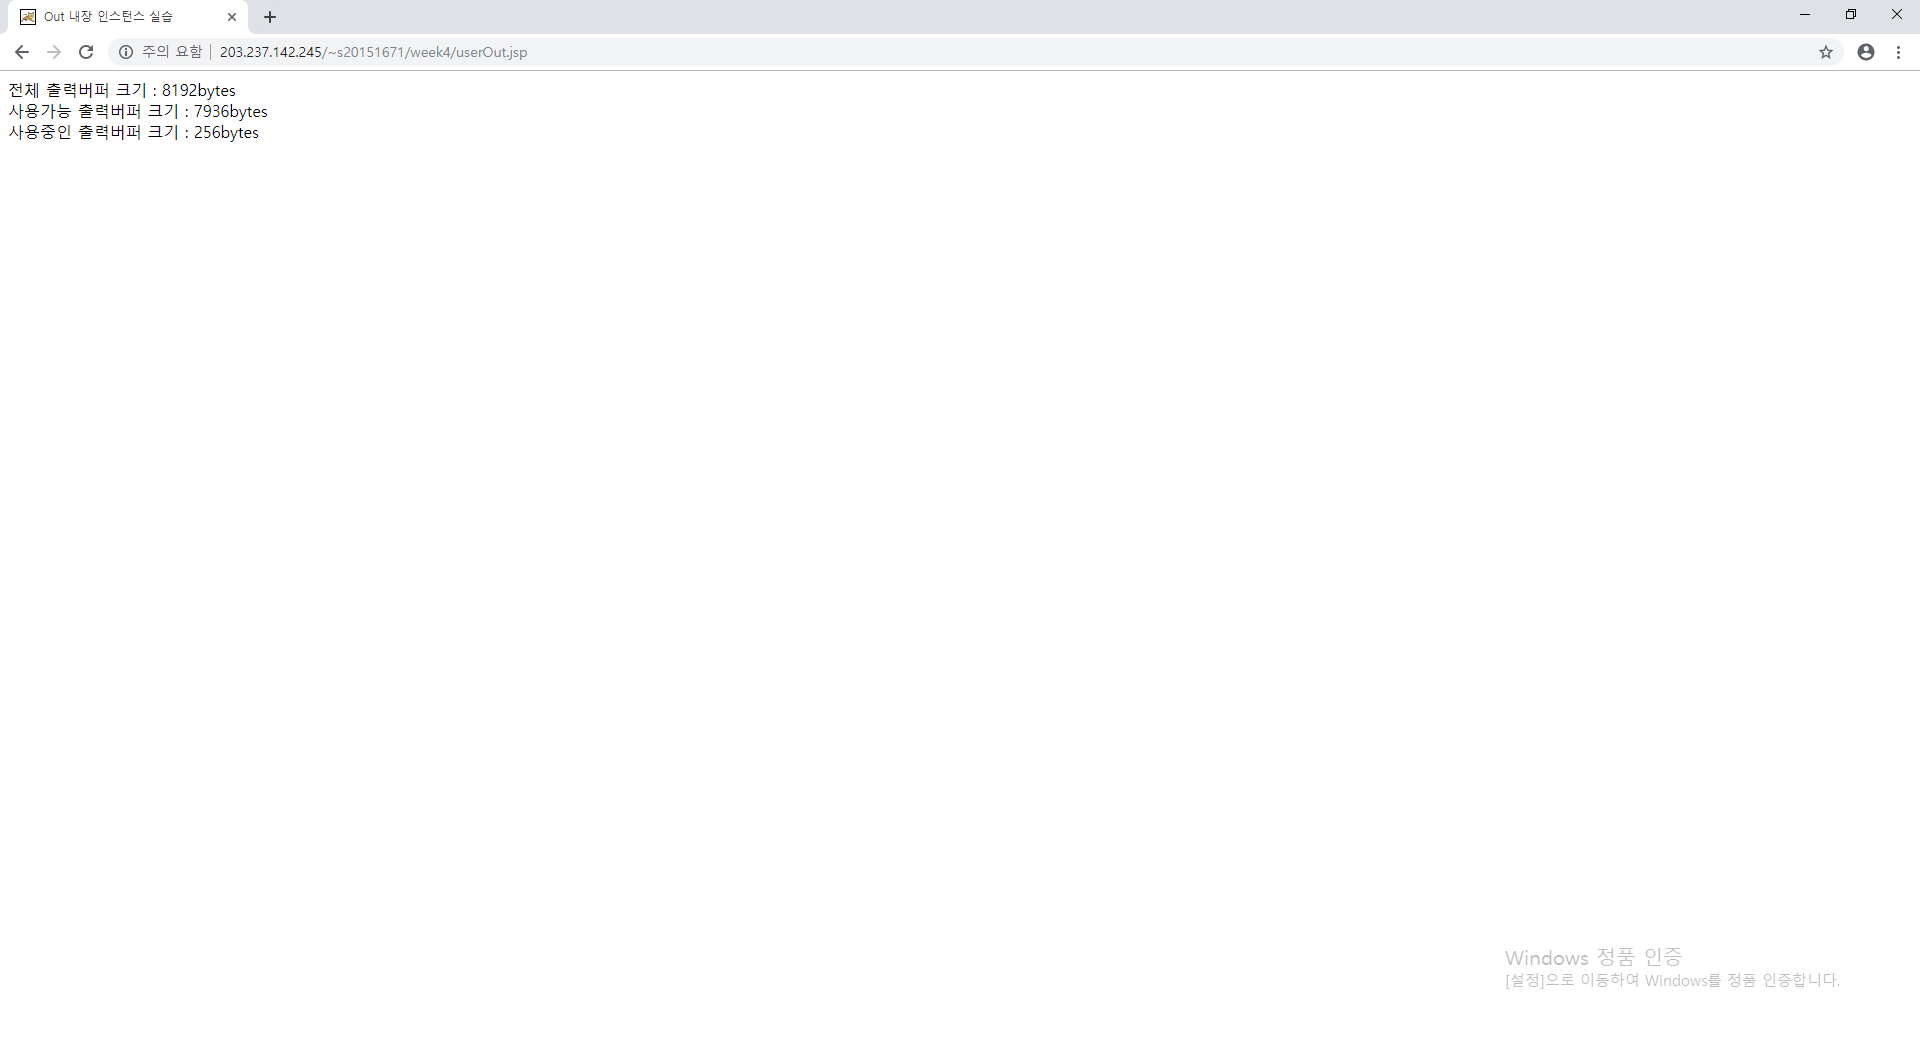 Out 내장 인스턴스 실습
주의 요함 203.237.142.245/~s20151671/week4/userOut.jsp
전체 출력버퍼 크기 : 8192bytes
사용가능 출력버퍼 크기 : 7936bytes
사용중인 출력버퍼 크기 : 256bytes
Windows 정품 인증
[설정]으로 이동하여 Windows를 정품 인증합니다.